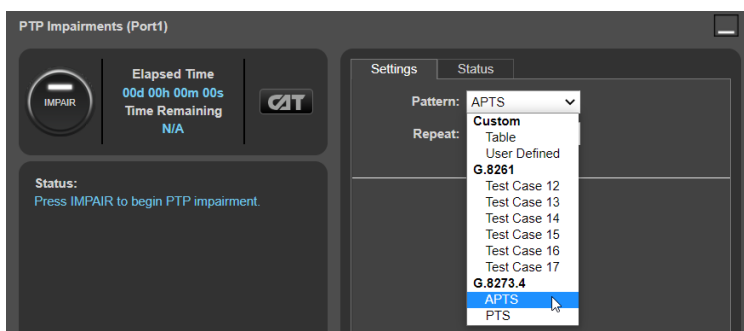 PTP Impairments (Port1)
IMPAIR
Elapsed Time
00d 00h 00m 00s
Time Remaining
N/A
CAT
Status:
Press IMPAIR to begin PTP impairment.
Settings Status
Pattern: APTS
Repeat:
Custom
Table
User Defined
G.8261
Test Case 12
Test Case 13
Test Case 14
Test Case 15
Test Case 16
Test Case 17
G.8273.4
APTS
PTS